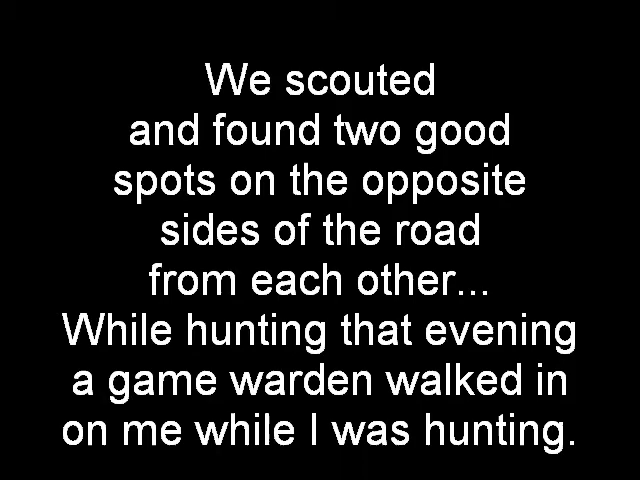 We scouted
and found two good
spots on the opposite
sides of the road
from each other...
While hunting that evening
a game warden walked in
on me while I was hunting.